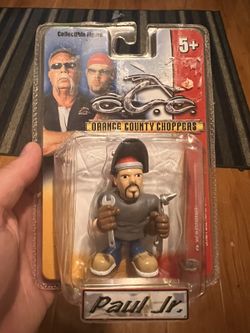 Collectible Figure
5+
ORANGE COUNTY CHOPPERS
Paul Jr.